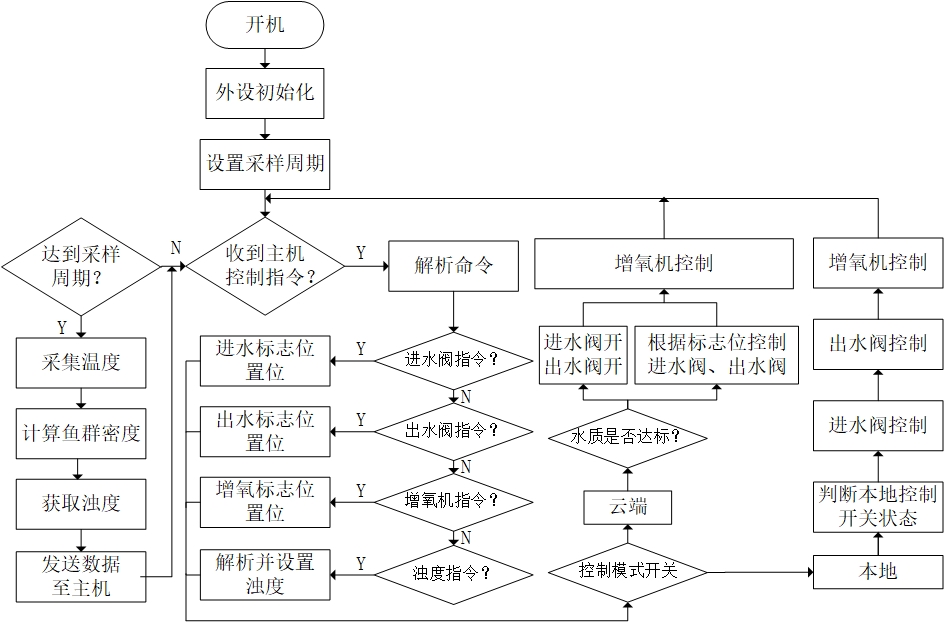 开机
外设初始化
设置采样周期
达到采样
周期？
N
收到主机
控制指令？
Y
解析命令
增氧机控制
增氧机控制
Y
采集温度
进水标志位
置位
Y
进水阀指令？
进水阀开
出水阀开
根据标志位控制
进水阀、出水阀
出水阀控制
N
计算鱼群密度
出水标志位
置位
Y
出水阀指令？
水质是否达标？
进水阀控制
N
获取浊度
增氧标志位
置位
Y
增氧机指令？
云端
判断本地控制
开关状态
N
发送数据
至主机
解析并设置
浊度
Y
浊度指令？
控制模式开关
本地